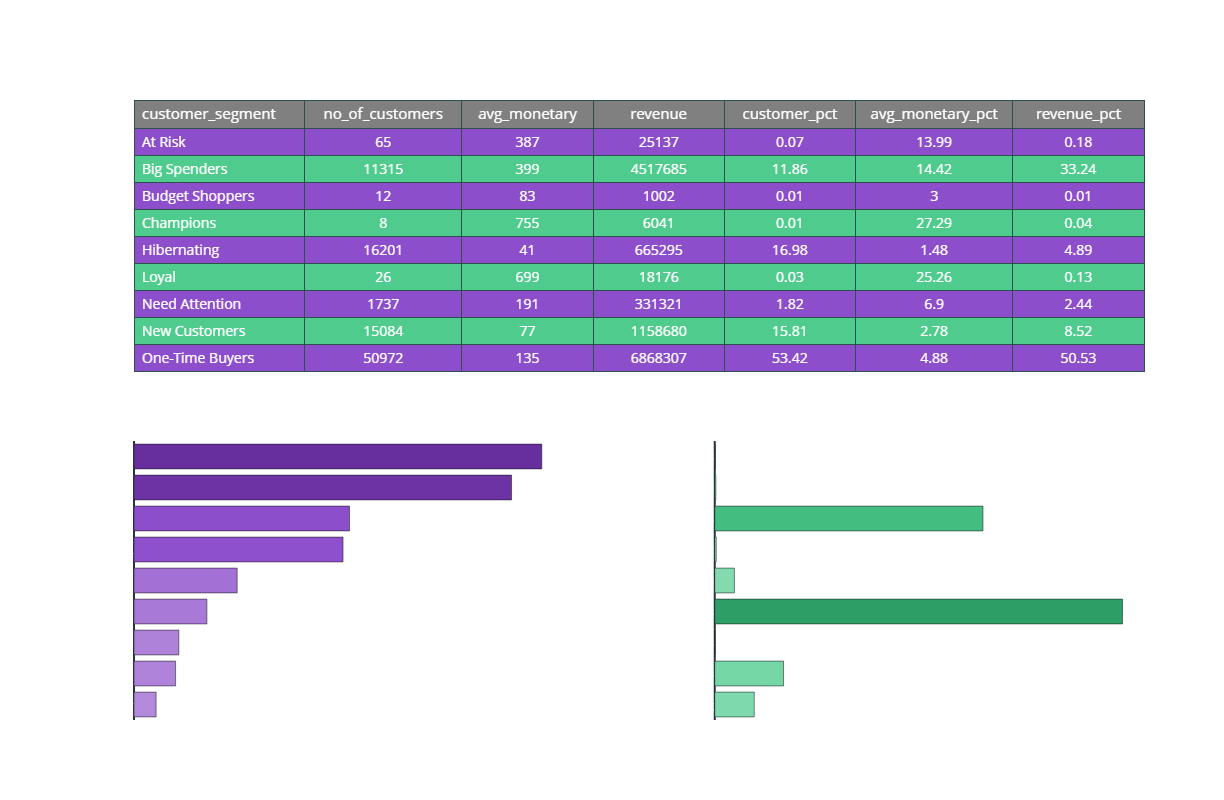 customer_segment no_of_customers avg_monetary revenue customer_pct avg_monetary_pct revenue_pct
At Risk 65 387 25137 0.07 13.99 0.18
Big Spenders 11315 399 4517685 11.86 14.42 33.24
Budget Shoppers 12 83 1002 0.01 3 0.01
Champions 8 755 6041 0.01 27.29 0.04
Hibernating 16201 41 665295 16.98 1.48 4.89
Loyal 26 699 18176 0.03 25.26 0.13
Need Attention 1737 191 331321 1.82 6.9 2.44
New Customers 15084 77 1158680 15.81 2.78 8.52
One-Time Buyers 50972 135 6868307 53.42 4.88 50.53